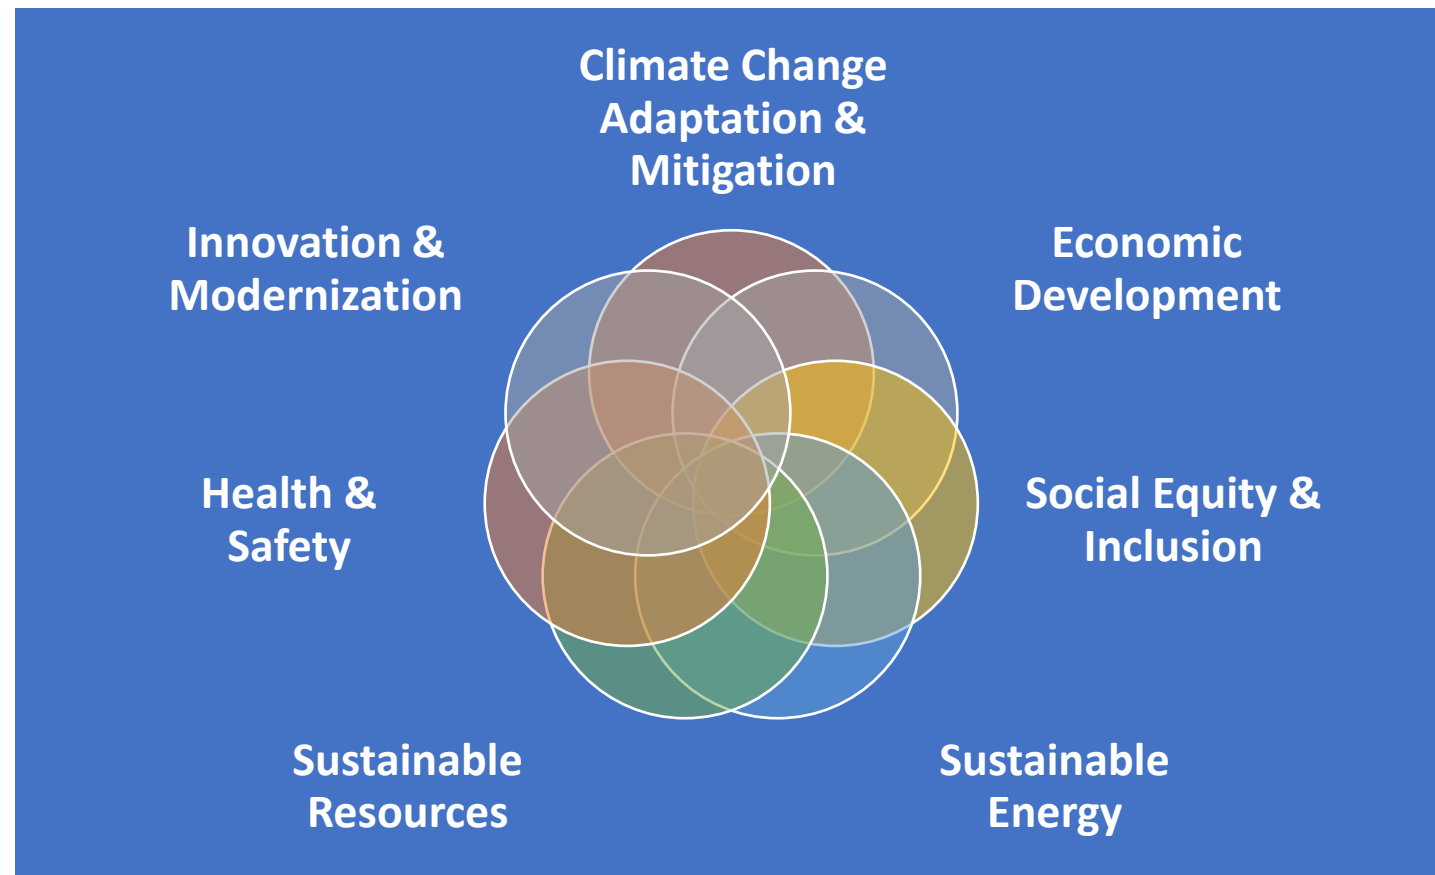 Climate Change
Adaptation &
Mitigation
Innovation &
Modernization
Economic
Development
Health &
Safety
Social Equity &
Inclusion
Sustainable
Resources
Sustainable
Energy